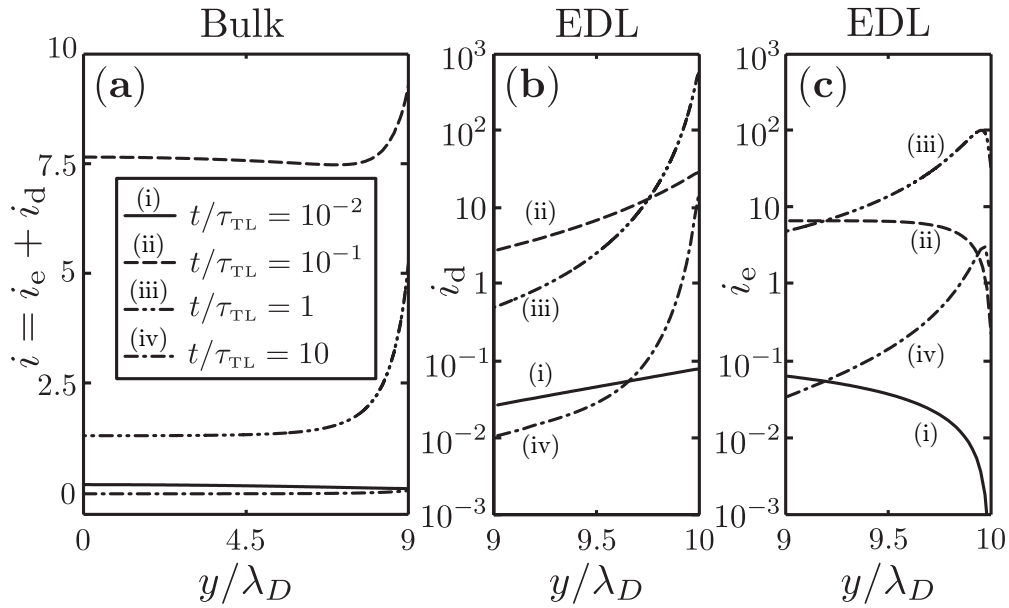 Bulk
EDL
EDL
(a)
10
7.5
5
2.5
0
i = i_e + i_d
(i) t/τ_TL = 10^−2
(ii) t/τ_TL = 10^−1
(iii) t/τ_TL = 1
(iv) t/τ_TL = 10
0 4.5 9
y/λ_D
(b)
10^3
10^2
10
1
10^−1
10^−2
10^−3
i_d
(ii)
(iii)
(i)
(iv)
9 9.5 10
y/λ_D
(c)
10^3
10^2
10
1
10^−1
10^−2
10^−3
i_e
(iii)
(ii)
(iv)
(i)
9 9.5 10
y/λ_D